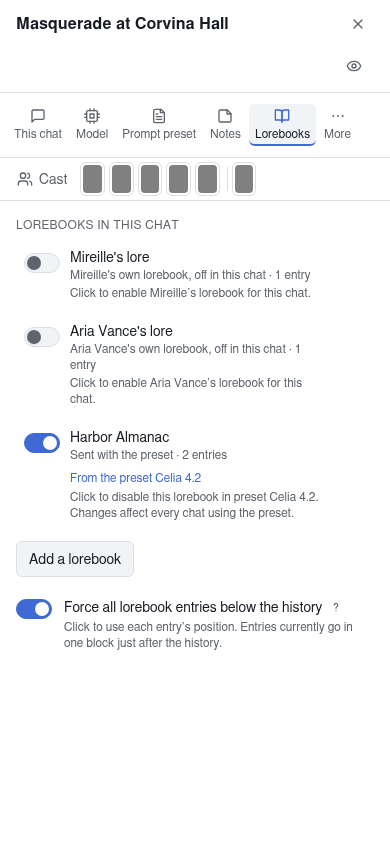 Masquerade at Corvina Hall
This chat
Model
Prompt preset
Notes
Lorebooks
More
Cast
LOREBOOKS IN THIS CHAT
Mireille's lore
Mireille's own lorebook, off in this chat · 1 entry
Click to enable Mireille’s lorebook for this chat.
Aria Vance's lore
Aria Vance's own lorebook, off in this chat · 1
entry
Click to enable Aria Vance’s lorebook for this
chat.
Harbor Almanac
Sent with the preset · 2 entries
From the preset Celia 4.2
Click to disable this lorebook in preset Celia 4.2.
Changes affect every chat using the preset.
Add a lorebook
Force all lorebook entries below the history ?
Click to use each entry’s position. Entries currently go in
one block just after the history.